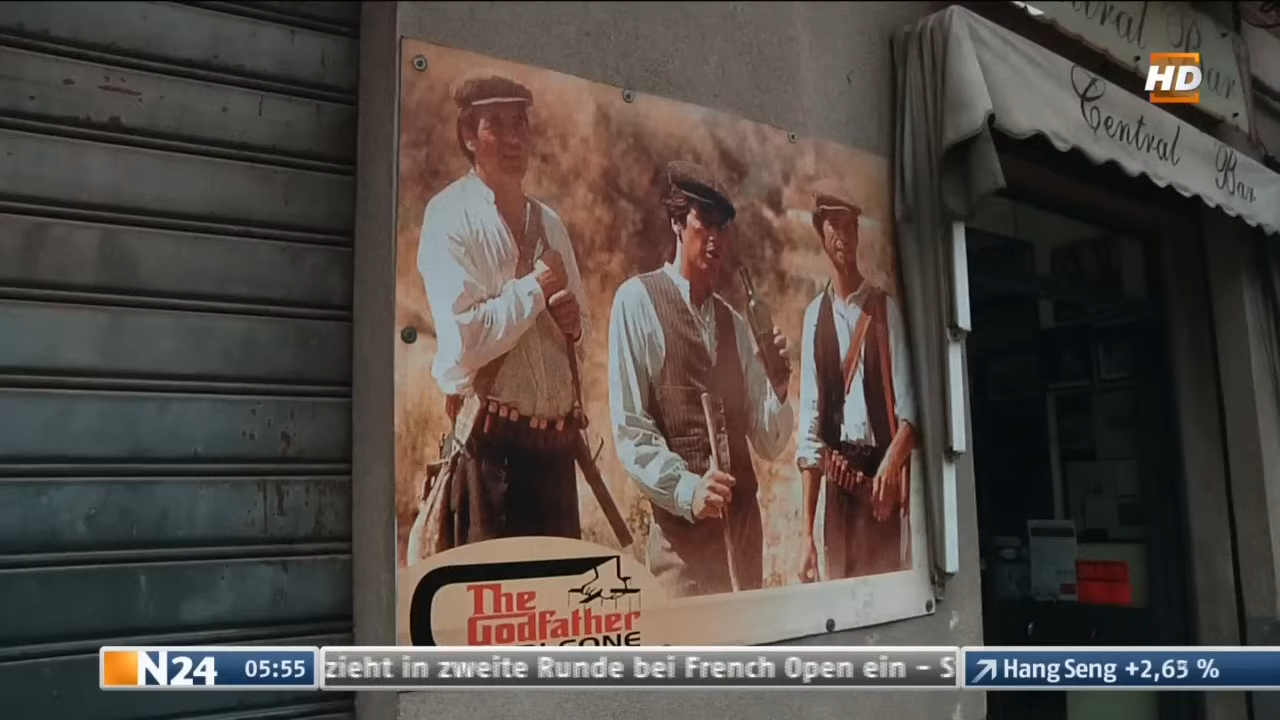 Central Bar
HD
Central Bar
The
Godfather
N24
05:55
zieht in zweite Runde bei French Open ein – S
Hang Seng +2,63 %